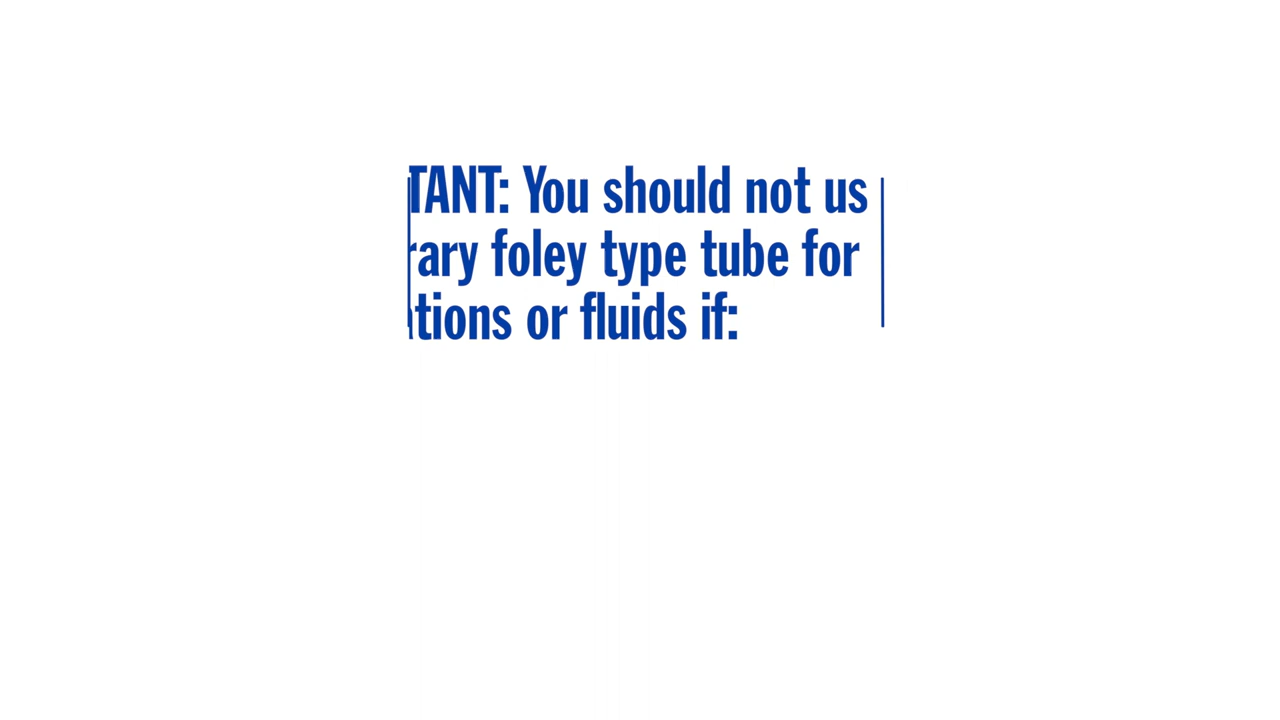 TANT: You should not us
rary foley type tube for
tions or fluids if: